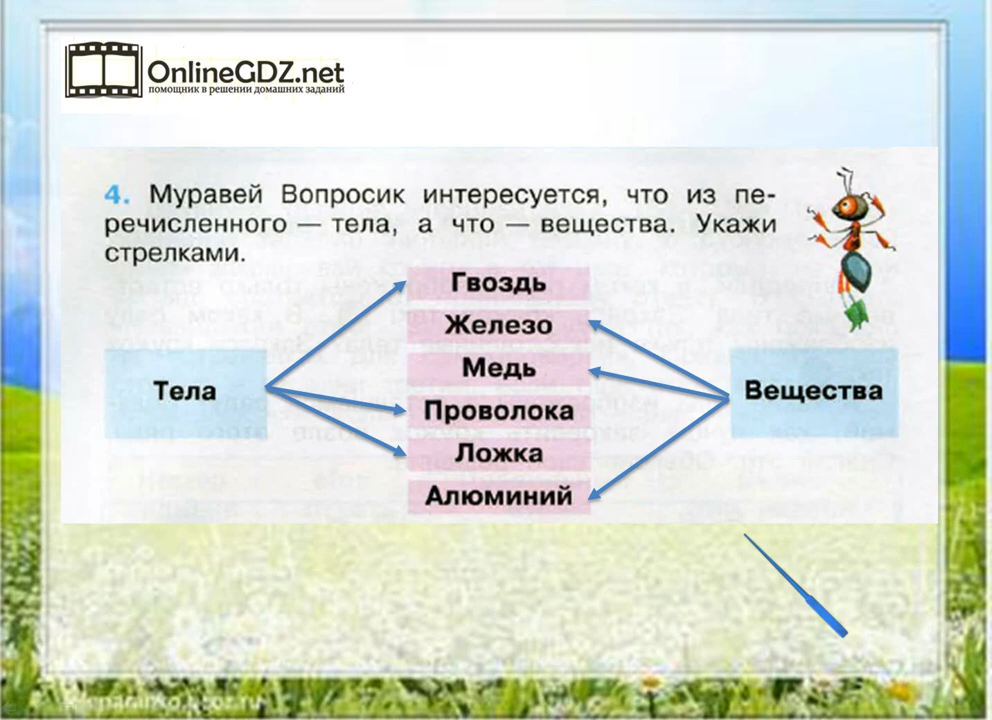 OnlineGDZ.net
помощник в решении домашних заданий
4. Муравей Вопросик интересуется, что из пе-
речисленного — тела, а что — вещества. Укажи
стрелками.
Гвоздь
Железо
Медь
Тела
Вещества
Проволока
Ложка
Алюминий